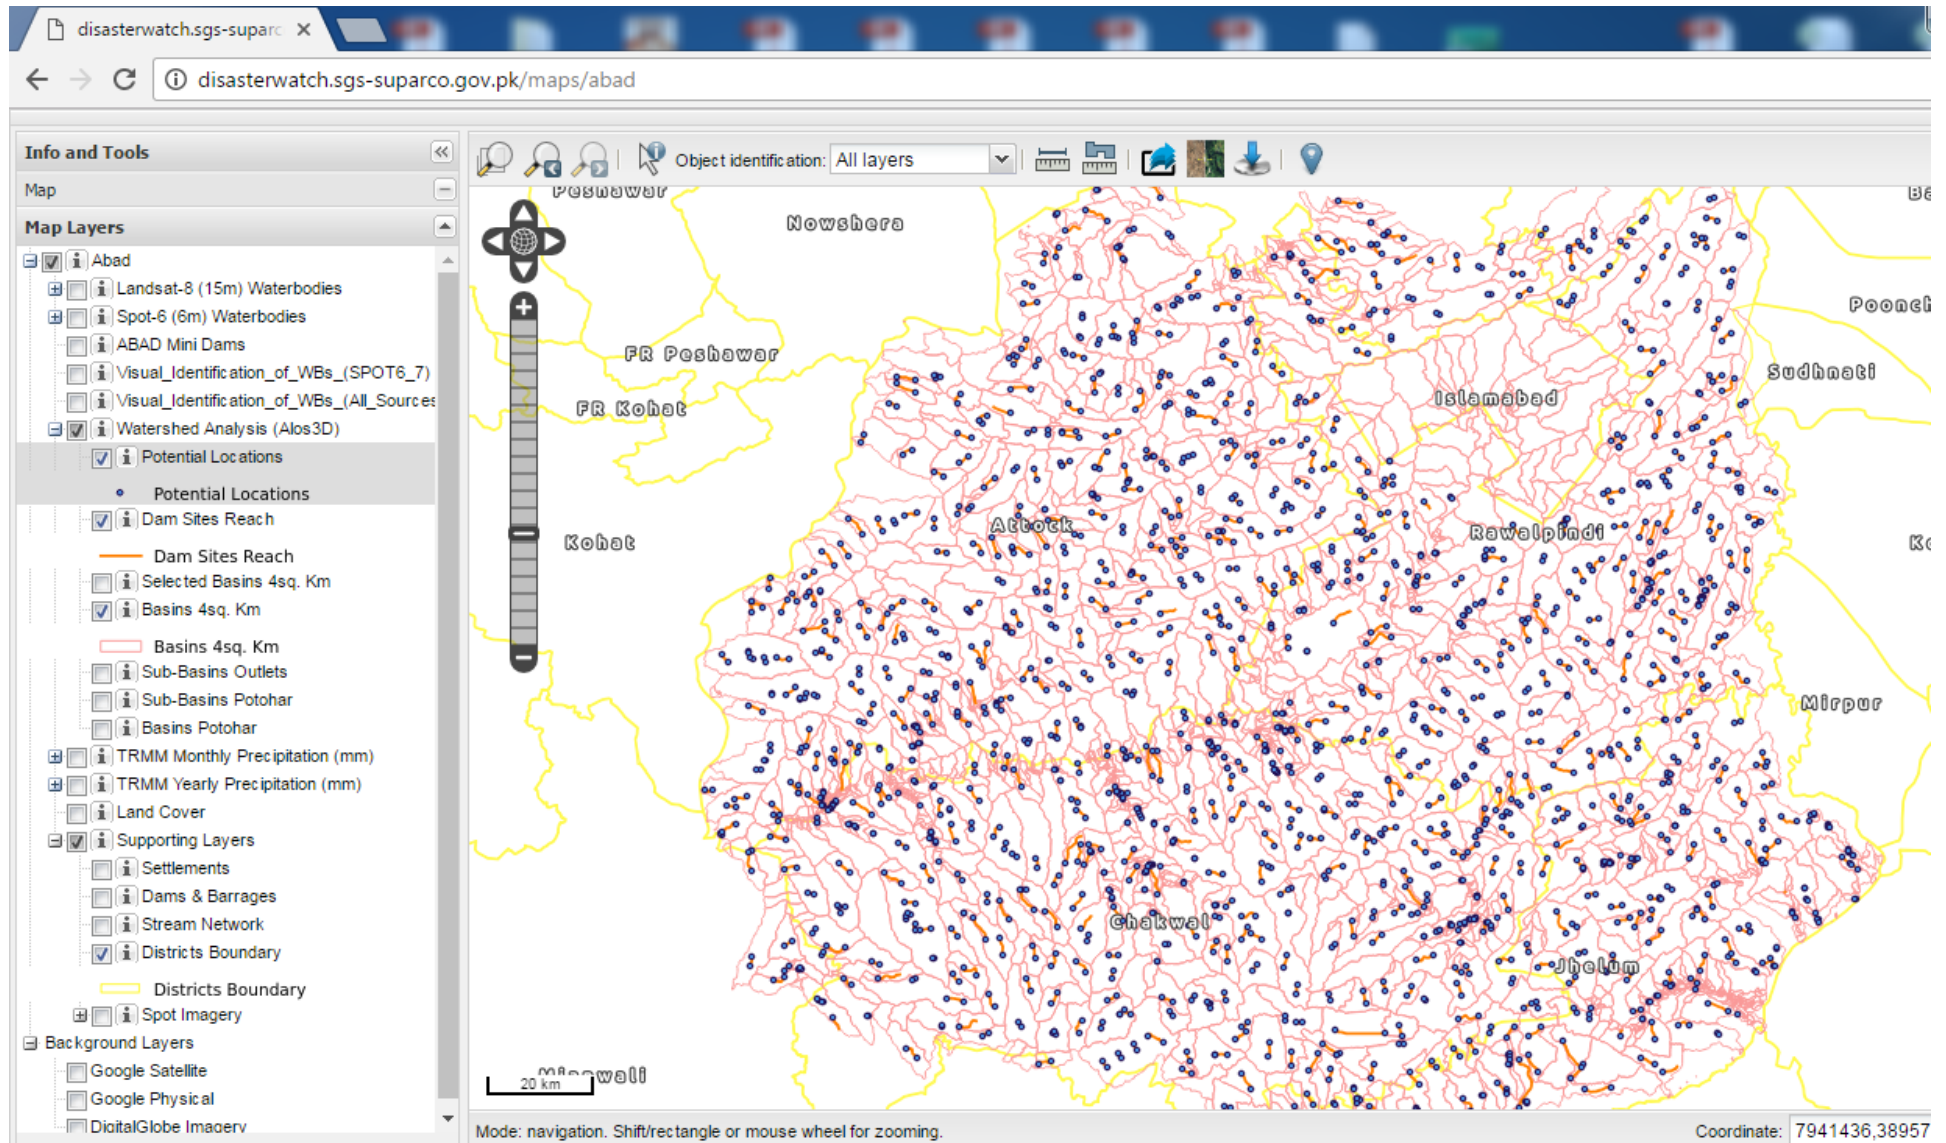 disasterwatch.sgs-suparc
disasterwatch.sgs-suparco.gov.pk/maps/abad
Info and Tools
Map
Map Layers
Abad
Landsat-8 (15m) Waterbodies
Spot-6 (6m) Waterbodies
ABAD Mini Dams
Visual_Identification_of_WBs_(SPOT6_7)
Visual_Identification_of_WBs_(All_Sources
Watershed Analysis (Alos3D)
Potential Locations
Potential Locations
Dam Sites Reach
Dam Sites Reach
Selected Basins 4sq. Km
Basins 4sq. Km
Basins 4sq. Km
Sub-Basins Outlets
Sub-Basins Potohar
Basins Potohar
TRMM Monthly Precipitation (mm)
TRMM Yearly Precipitation (mm)
Land Cover
Supporting Layers
Settlements
Dams & Barrages
Stream Network
Districts Boundary
Districts Boundary
Spot Imagery
Background Layers
Google Satellite
Google Physical
DigitalGlobe Imagery
Object identification: All layers
Peshawar
Nowshera
Ba
Poonch
FR Peshawar
Sudhnati
FR Kohat
Islamabad
Attock
Rawalpindi
Kohat
Ko
Mirpur
Chakwal
Jhelum
Mianwali
20 km
Mode: navigation. Shift/rectangle or mouse wheel for zooming.
Coordinate: 7941436,38957